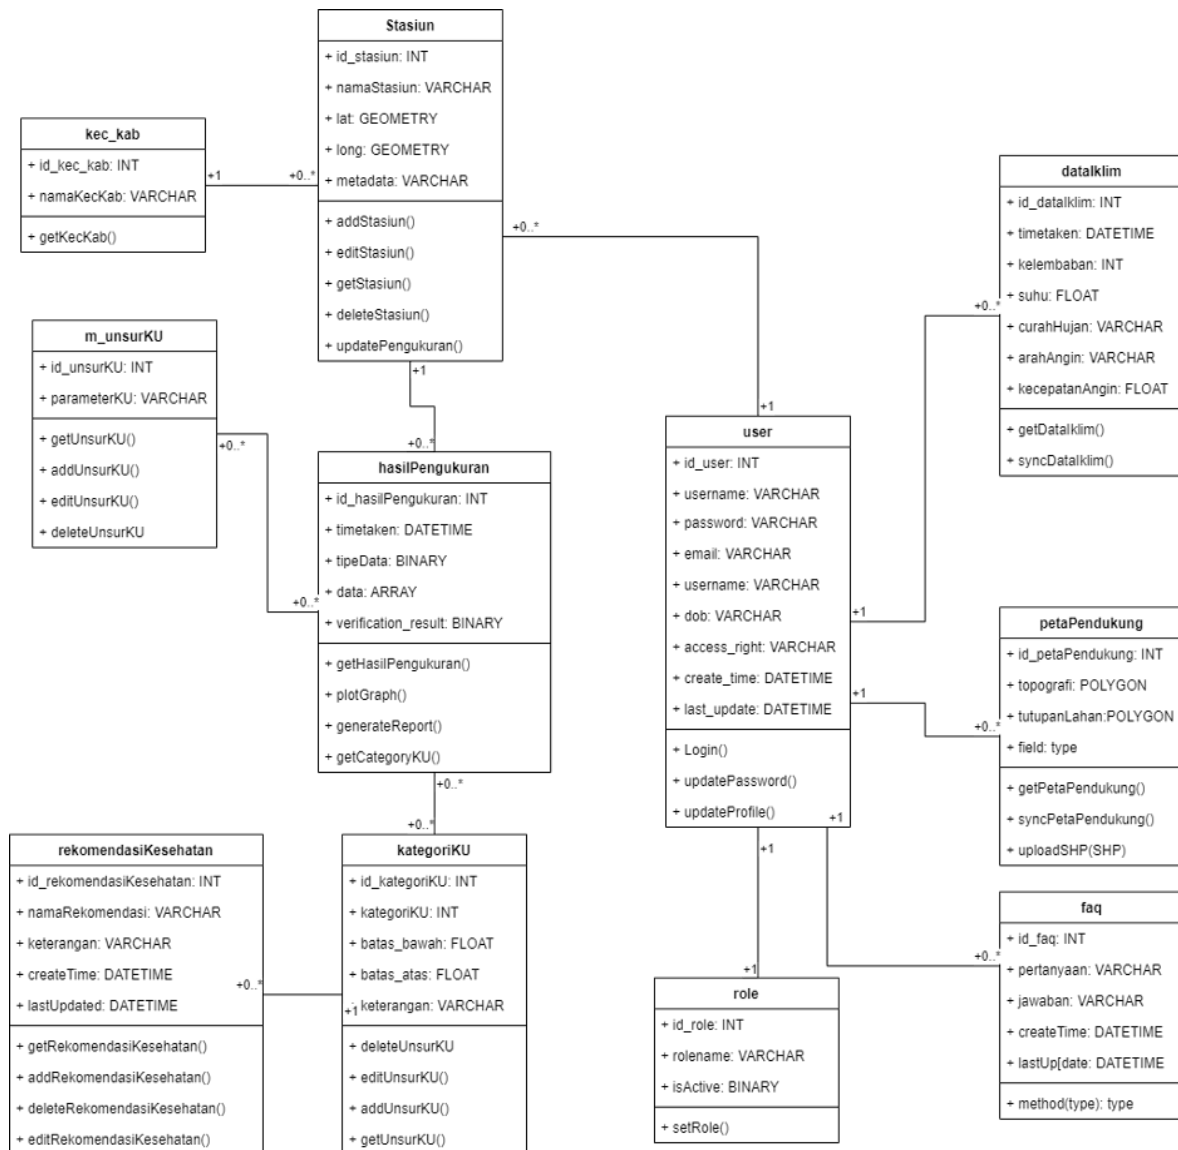 Stasiun
+ id_stasiun: INT
+ namaStasiun: VARCHAR
+ lat: GEOMETRY
+ long: GEOMETRY
+ metadata: VARCHAR
+ addStasiun()
+ editStasiun()
+ getStasiun()
+ deleteStasiun()
+ updatePengukuran()
kec_kab
+ id_kec_kab: INT
+ namaKecKab: VARCHAR
+ getKecKab()
+1
+0..*
+0..*
+1
m_unsurKU
+ id_unsurKU: INT
+ parameterKU: VARCHAR
+ getUnsurKU()
+ addUnsurKU()
+ editUnsurKU()
+ deleteUnsurKU
+0..*
+0..*
+1
+0..*
hasilPengukuran
+ id_hasilPengukuran: INT
+ timetaken: DATETIME
+ tipeData: BINARY
+ data: ARRAY
+ verification_result: BINARY
+ getHasilPengukuran()
+ plotGraph()
+ generateReport()
+ getCategoryKU()
+0..*
+0..*
rekomendasiKesehatan
+ id_rekomendasiKesehatan: INT
+ namaRekomendasi: VARCHAR
+ keterangan: VARCHAR
+ createTime: DATETIME
+ lastUpdated: DATETIME
+ getRekomendasiKesehatan()
+ addRekomendasiKesehatan()
+ deleteRekomendasiKesehatan()
+ editRekomendasiKesehatan()
+0..*
+1
kategoriKU
+ id_kategoriKU: INT
+ kategoriKU: INT
+ batas_bawah: FLOAT
+ batas_atas: FLOAT
keterangan: VARCHAR
+ deleteUnsurKU
+ editUnsurKU()
+ addUnsurKU()
+ getUnsurKU()
user
+ id_user: INT
+ username: VARCHAR
+ password: VARCHAR
+ email: VARCHAR
+ username: VARCHAR
+ dob: VARCHAR
+ access_right: VARCHAR
+ create_time: DATETIME
+ last_update: DATETIME
+ Login()
+ updatePassword()
+ updateProfile()
+1
+1
+1
+1
+1
role
+ id_role: INT
+ rolename: VARCHAR
+ isActive: BINARY
+ setRole()
dataIklim
+ id_dataIklim: INT
+ timetaken: DATETIME
+ kelembaban: INT
+ suhu: FLOAT
+ curahHujan: VARCHAR
+ arahAngin: VARCHAR
+ kecepatanAngin: FLOAT
+ getDataIklim()
+ syncDataIklim()
+0..*
petaPendukung
+ id_petaPendukung: INT
+ topografi: POLYGON
+ tutupanLahan:POLYGON
+ field: type
+ getPetaPendukung()
+ syncPetaPendukung()
+ uploadSHP(SHP)
+0..*
faq
+ id_faq: INT
+ pertanyaan: VARCHAR
+ jawaban: VARCHAR
+ createTime: DATETIME
+ lastUp[date: DATETIME
+ method(type): type
+0..*